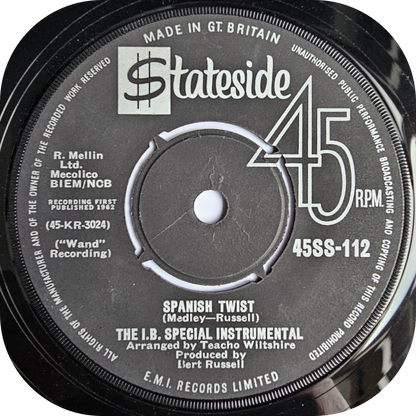 MADE IN GT. BRITAIN
UNAUTHORISED PUBLIC PERFORMANCE BROADCASTING AND COPYING OF THIS RECORD PROHIBITED
ALL RIGHTS OF THE MANUFACTURER AND OF THE OWNER OF THE RECORDED WORK RESERVED
$tateside
45 R.P.M.
R. Mellin
Ltd.
Mecolico
BIEM/NCB
RECORDING FIRST
PUBLISHED 1962
(45-KR-3024)
("Wand"
Recording)
45SS-112
SPANISH TWIST
(Medley—Russell)
THE I.B. SPECIAL INSTRUMENTAL
Arranged by Teacho Wiltshire
Produced by
Bert Russell
E.M.I. RECORDS LIMITED